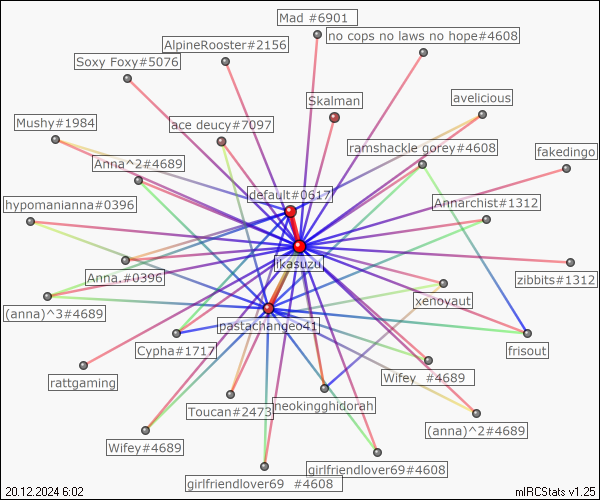 Mad #6901
no cops no laws no hope#4608
AlpineRooster#2156
Soxy Foxy#5076
Skalman
avelicious
Mushy#1984
ace deucy#7097
ramshackle gorey#4608
fakedingo
Anna^2#4689
default#0617
hypomanianna#0396
Annarchist#1312
ikasuzu
Anna.#0396
zibbits#1312
xenoyaut
(anna)^3#4689
pastachangeo41
Cypha#1717
frisout
rattgaming
Wifey_#4689
Toucan#2473
neokingghidorah
(anna)^2#4689
Wifey#4689
girlfriendlover69#4608
girlfriendlover69_#4608
20.12.2024 6:02
mIRCStats v1.25